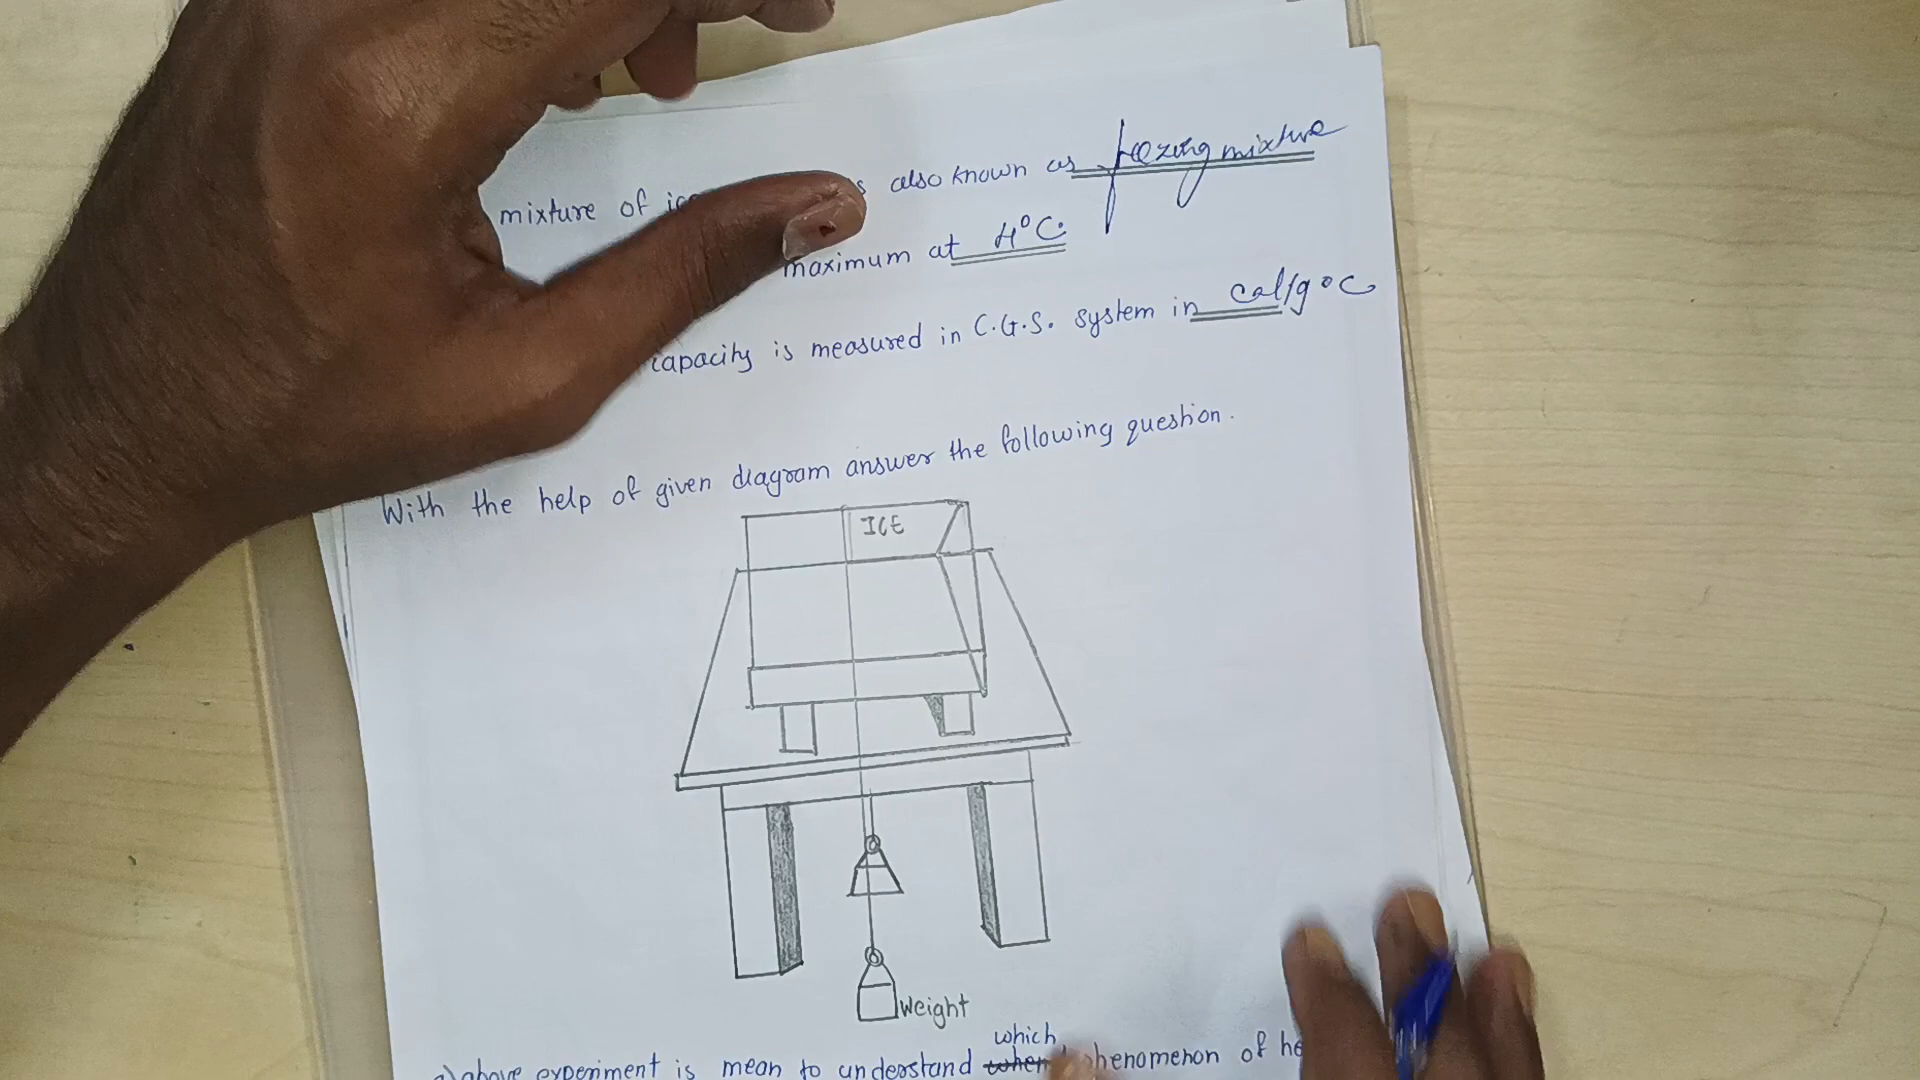 mixture of ice also known as freezing mixture
maximum at 4°C.
capacity is measured in C.G.S. system in cal/g°C
With the help of given diagram answer the following question.
ICE
Weight
which
a) above experiment is mean to understand when phenomenon of he